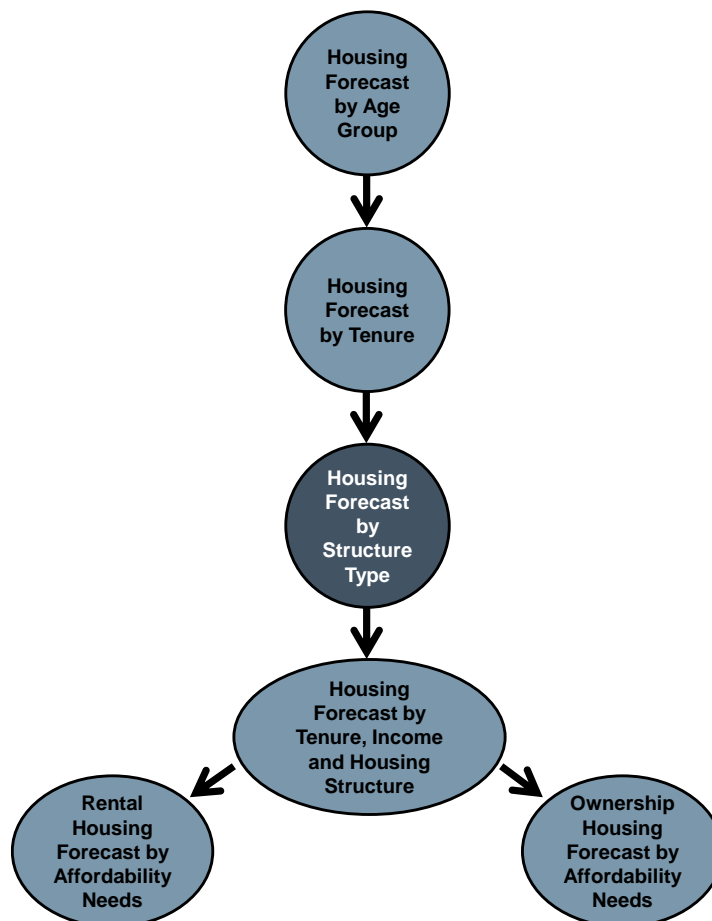 Housing
Forecast
by Age
Group
Housing
Forecast
by Tenure
Housing
Forecast
by
Structure
Type
Housing
Forecast by
Tenure, Income
and Housing
Structure
Rental
Housing
Forecast by
Affordability
Needs
Ownership
Housing
Forecast by
Affordability
Needs